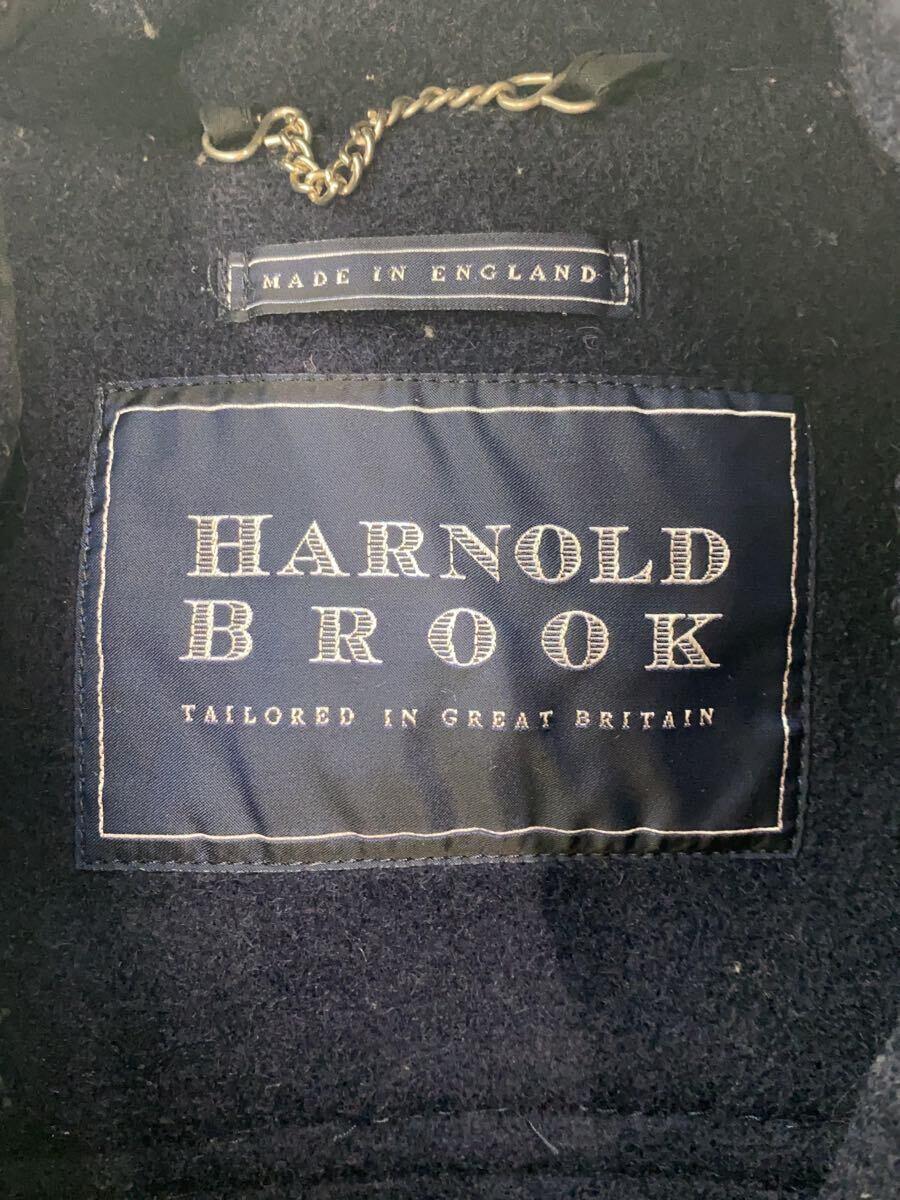 MADE IN ENGLAND
HARNOLD
BROOK
TAILORED IN GREAT BRITAIN